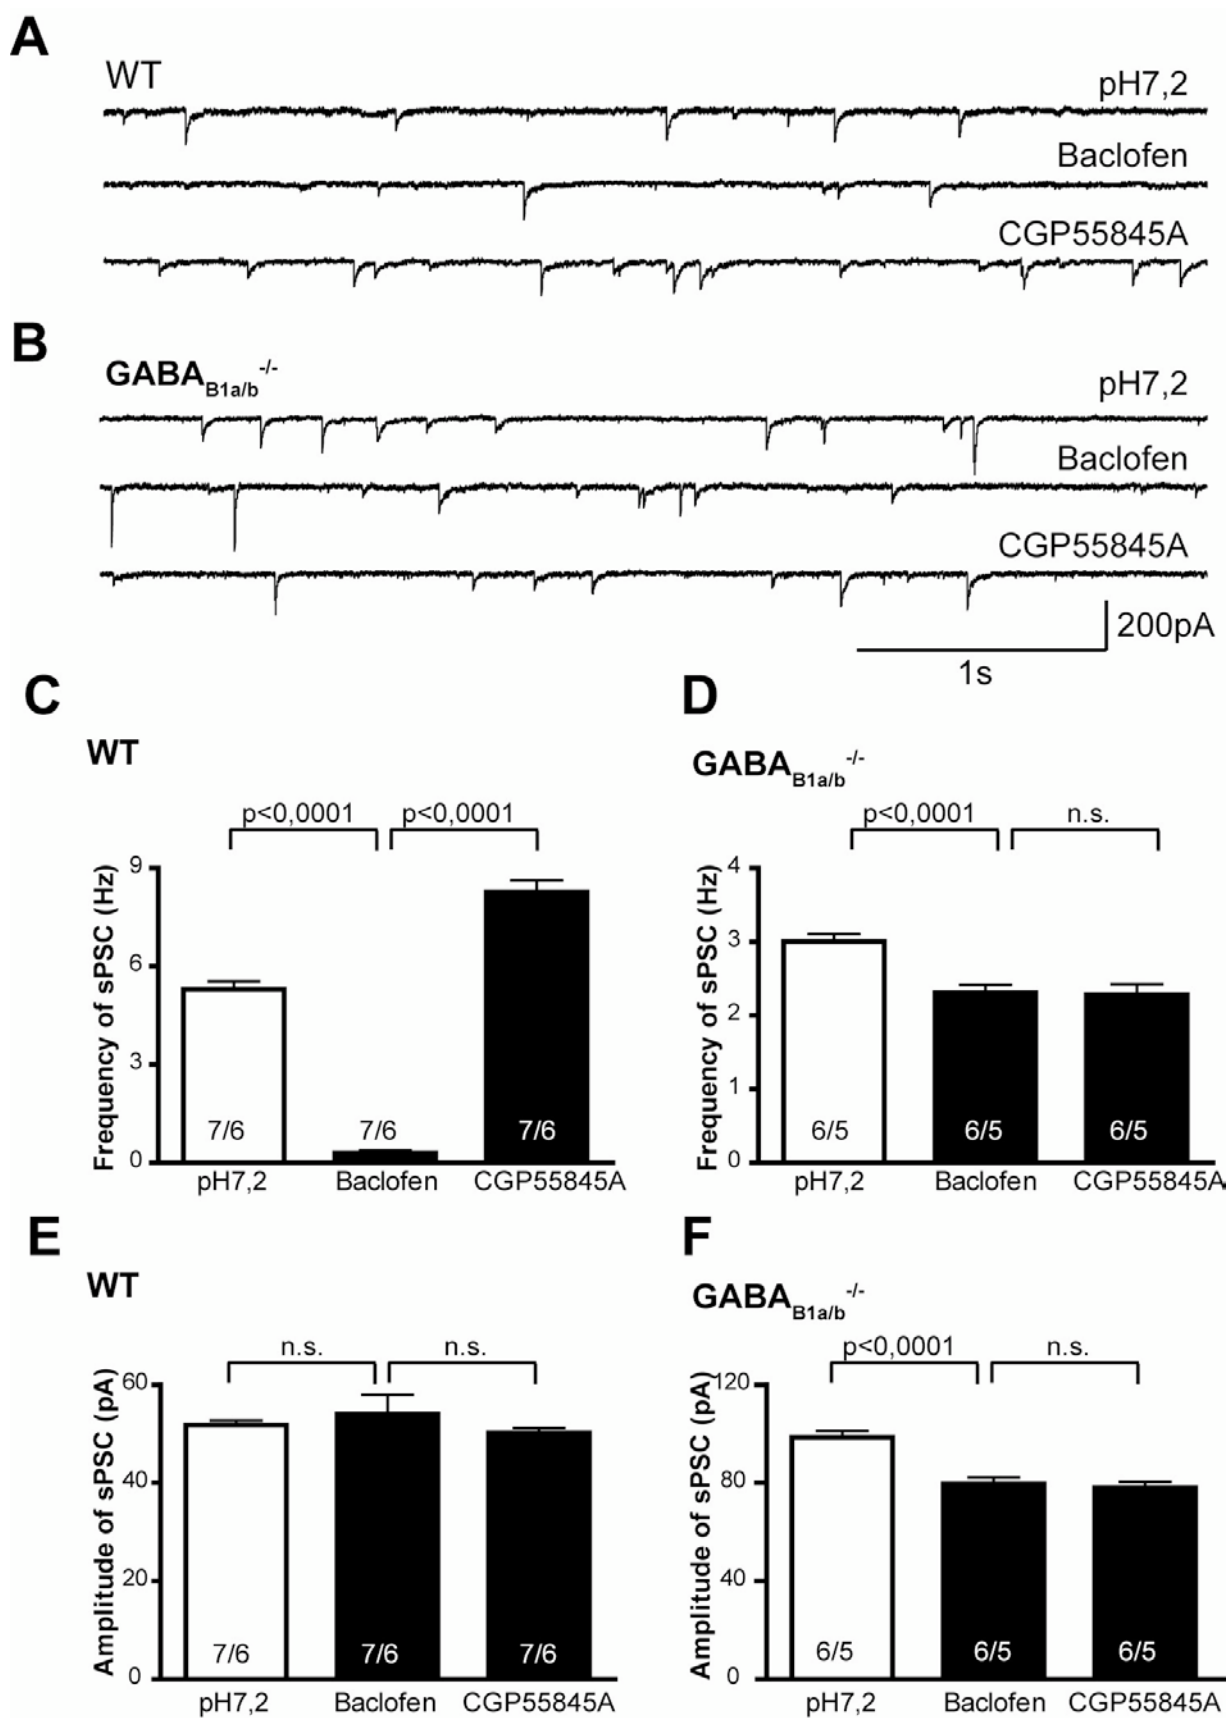 A
WT
pH7,2
Baclofen
CGP55845A
B
GABAB1a/b-/-
pH7,2
Baclofen
CGP55845A
200pA
1s
C
WT
p<0,0001 p<0,0001
Frequency of sPSC (Hz)
9
6
3
0
7/6 7/6 7/6
pH7,2 Baclofen CGP55845A
D
GABAB1a/b-/-
p<0,0001 n.s.
Frequency of sPSC (Hz)
4
3
2
1
0
6/5 6/5 6/5
pH7,2 Baclofen CGP55845A
E
WT
n.s. n.s.
Amplitude of sPSC (pA)
60
40
20
0
7/6 7/6 7/6
pH7,2 Baclofen CGP55845A
F
GABAB1a/b-/-
p<0,0001 n.s.
Amplitude of sPSC (pA)
120
80
40
0
6/5 6/5 6/5
pH7,2 Baclofen CGP55845A